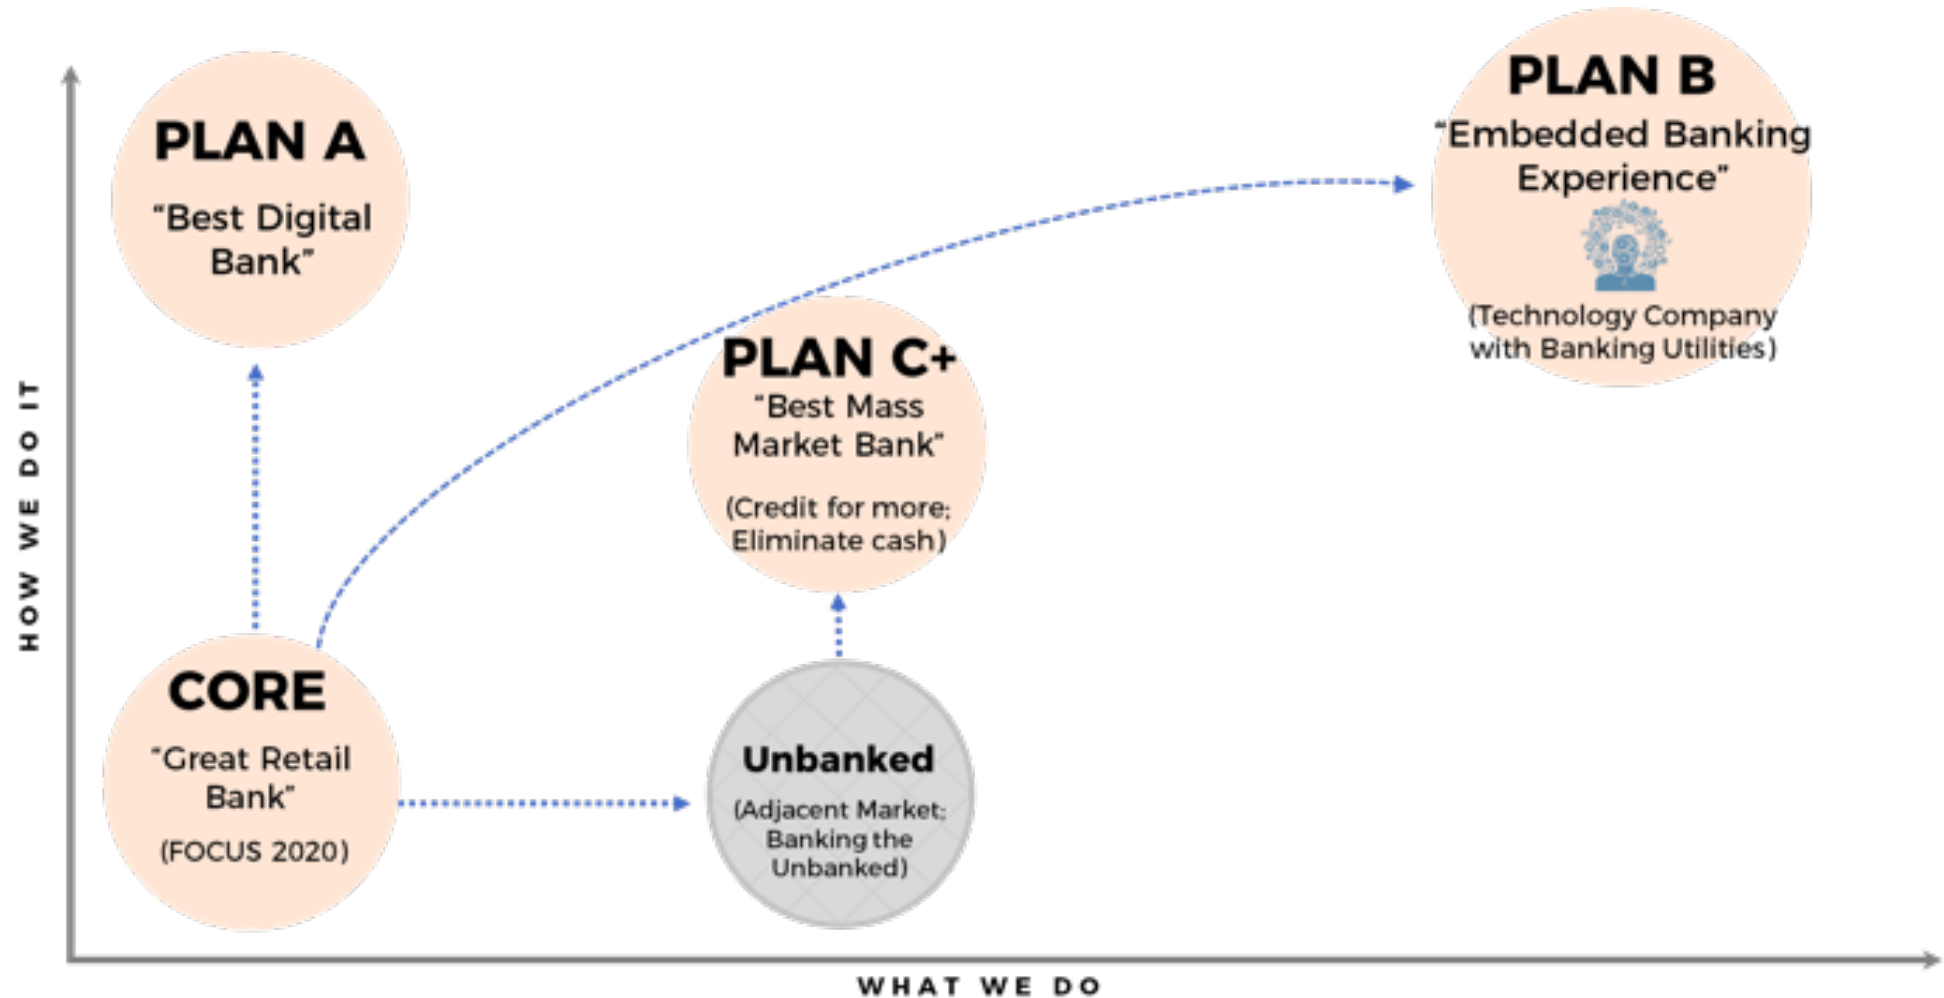 PLAN A
“Best Digital
Bank”
PLAN B
“Embedded Banking
Experience”
(Technology Company
with Banking Utilities)
PLAN C+
“Best Mass
Market Bank”
(Credit for more;
Eliminate cash)
CORE
“Great Retail
Bank”
(FOCUS 2020)
Unbanked
(Adjacent Market;
Banking the
Unbanked)
HOW WE DO IT
WHAT WE DO